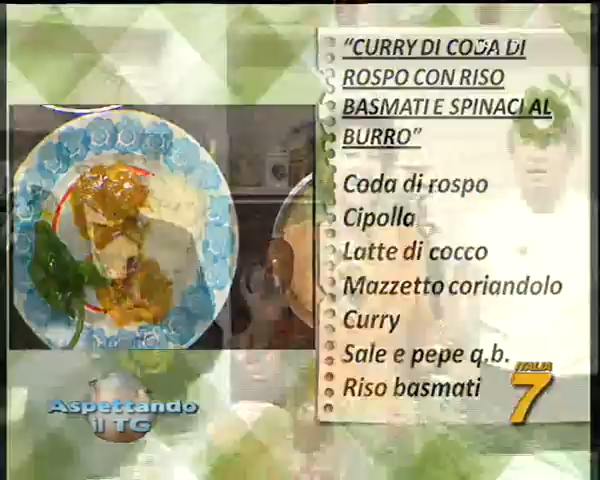 “CURRY DI CODA DI
ROSPO CON RISO
BASMATI E SPINACI AL
BURRO”
Coda di rospo
Cipolla
Latte di cocco
Mazzetto coriandolo
Curry
Sale e pepe q.b.
Riso basmati
ITALIA
7
Aspettando
il TG